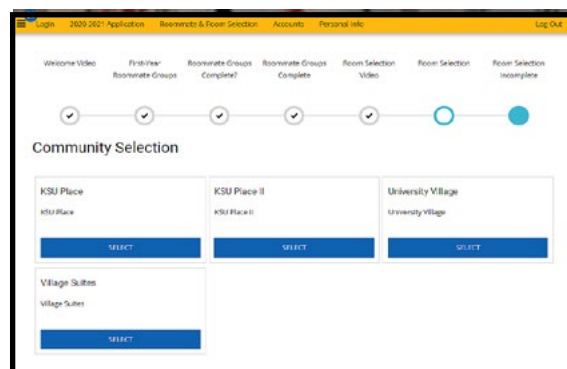 Login 2020-2021 Application Roommate & Room Selection Accounts Personal Info Log Out
Welcome Video First-Year Roommate Groups Roommate Groups Room Selection Room Selection Room Selection
Roommate Groups Complete? Complete Video Incomplete
Community Selection
KSU Place KSU Place II University Village
KSU Place KSU Place II University Village
SELECT SELECT SELECT
Village Suites
Village Suites
SELECT